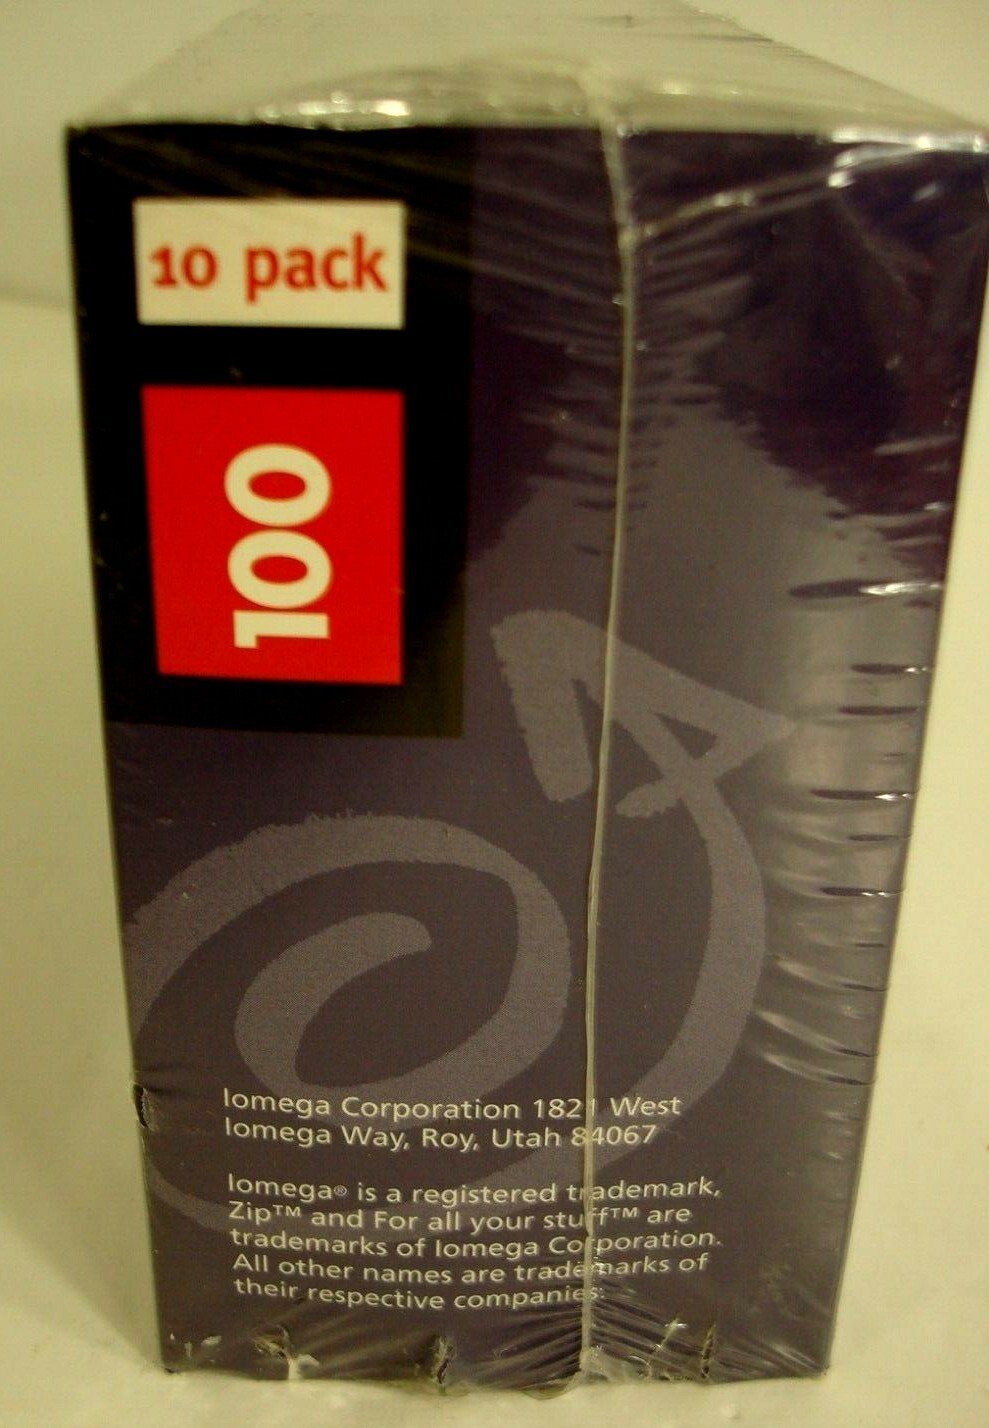 10 pack
100
Iomega Corporation 1821 West
Iomega Way, Roy, Utah 84067
Iomega® is a registered trademark,
Zip™ and For all your stuff™ are
trademarks of Iomega Corporation.
All other names are trademarks of
their respective companies.